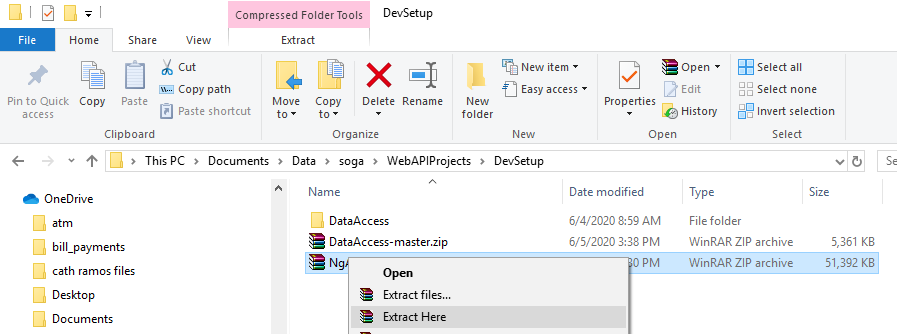 Compressed Folder Tools DevSetup
File Home Share View Extract
Pin to Quick access
Copy
Paste
Cut
Copy path
Paste shortcut
Clipboard
Move to
Copy to
Delete
Rename
Organize
New folder
New item
Easy access
New
Properties
Open
Edit
History
Open
Select all
Select none
Invert selection
Select
This PC > Documents > Data > soga > WebAPIProjects > DevSetup
OneDrive
atm
bill_payments
cath ramos files
Desktop
Documents
Name Date modified Type Size
DataAccess 6/4/2020 8:59 AM File folder
DataAccess-master.zip 6/5/2020 3:38 PM WinRAR ZIP archive 5,361 KB
PM WinRAR ZIP archive 51,392 KB
Open
Extract files...
Extract Here